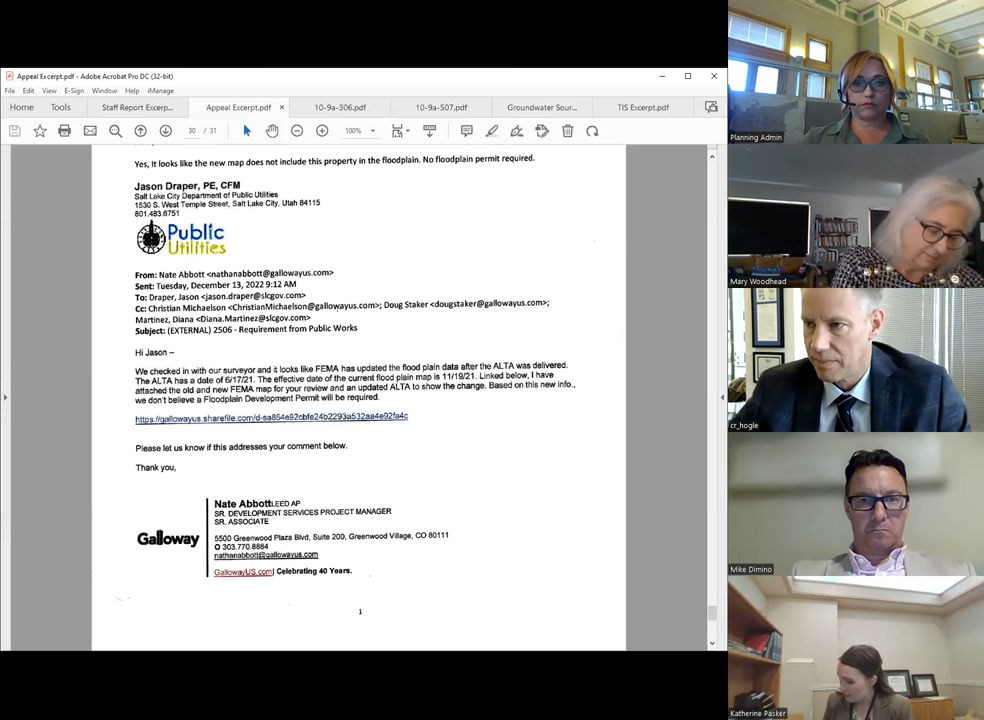 Appeal Excerpt.pdf - Adobe Acrobat Pro DC (32-bit)
File Edit View E-Sign Window Help iManage
Home Tools Staff Report Excerp... Appeal Excerpt.pdf × 10-9a-306.pdf 10-9a-507.pdf Groundwater Sour... TIS Excerpt.pdf
30 / 31 100%
Yes, It looks like the new map does not include this property in the floodplain. No floodplain permit required.
Jason Draper, PE, CFM
Salt Lake City Department of Public Utilities
1530 S. West Temple Street, Salt Lake City, Utah 84115
801.483.6751
Public
Utilities
From: Nate Abbott <nathanabbott@gallowayus.com>
Sent: Tuesday, December 13, 2022 9:12 AM
To: Draper, Jason <jason.draper@slcgov.com>
Cc: Christian Michaelson <ChristianMichaelson@gallowayus.com>; Doug Staker <dougstaker@gallowayus.com>;
Martinez, Diana <Diana.Martinez@slcgov.com>
Subject: (EXTERNAL) 2506 - Requirement from Public Works
Hi Jason –
We checked in with our surveyor and it looks like FEMA has updated the flood plain data after the ALTA was delivered.
The ALTA has a date of 6/17/21. The effective date of the current flood plain map is 11/19/21. Linked below, I have
attached the old and new FEMA map for your review and an updated ALTA to show the change. Based on this new info.,
we don't believe a Floodplain Development Permit will be required.
https://gallowayus.sharefile.com/d-sa854e92cbfe24b2293a532aa4e92fa4c
Please let us know if this addresses your comment below.
Thank you,
Nate Abbott LEED AP
SR. DEVELOPMENT SERVICES PROJECT MANAGER
SR. ASSOCIATE
Galloway
5500 Greenwood Plaza Blvd, Suite 200, Greenwood Village, CO 80111
O 303.770.8884
nathanabbott@gallowayus.com
GallowayUS.com | Celebrating 40 Years.
1
Planning Admin
Mary Woodhead
cr_hogle
Mike Dimino
Katherine Pasker